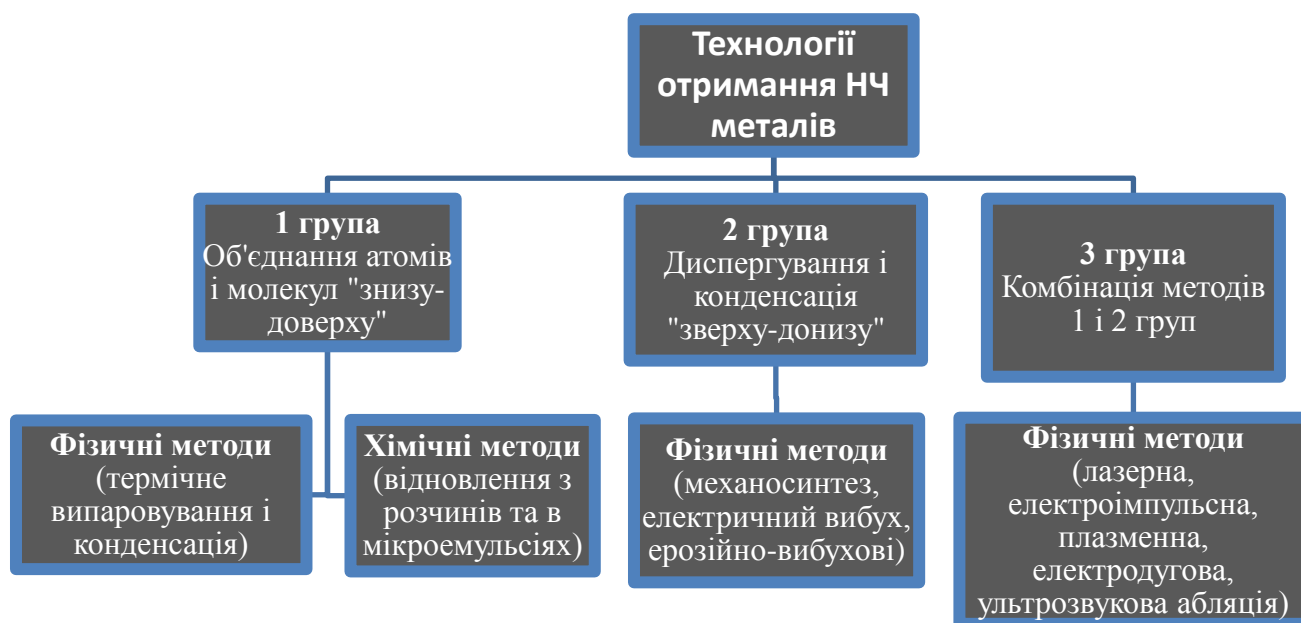 Технології
отримання НЧ
металів
1 група
Об'єднання атомів
і молекул "знизу-
доверху"
2 група
Диспергування і
конденсація
"зверху-донизу"
3 група
Комбінація методів
1 і 2 груп
Фізичні методи
(термічне
випаровування і
конденсація)
Хімічні методи
(відновлення з
розчинів та в
мікроемульсіях)
Фізичні методи
(механосинтез,
електричний вибух,
ерозійно-вибухові)
Фізичні методи
(лазерна,
електроімпульсна,
плазменна,
електродугова,
ультрозвукова абляція)